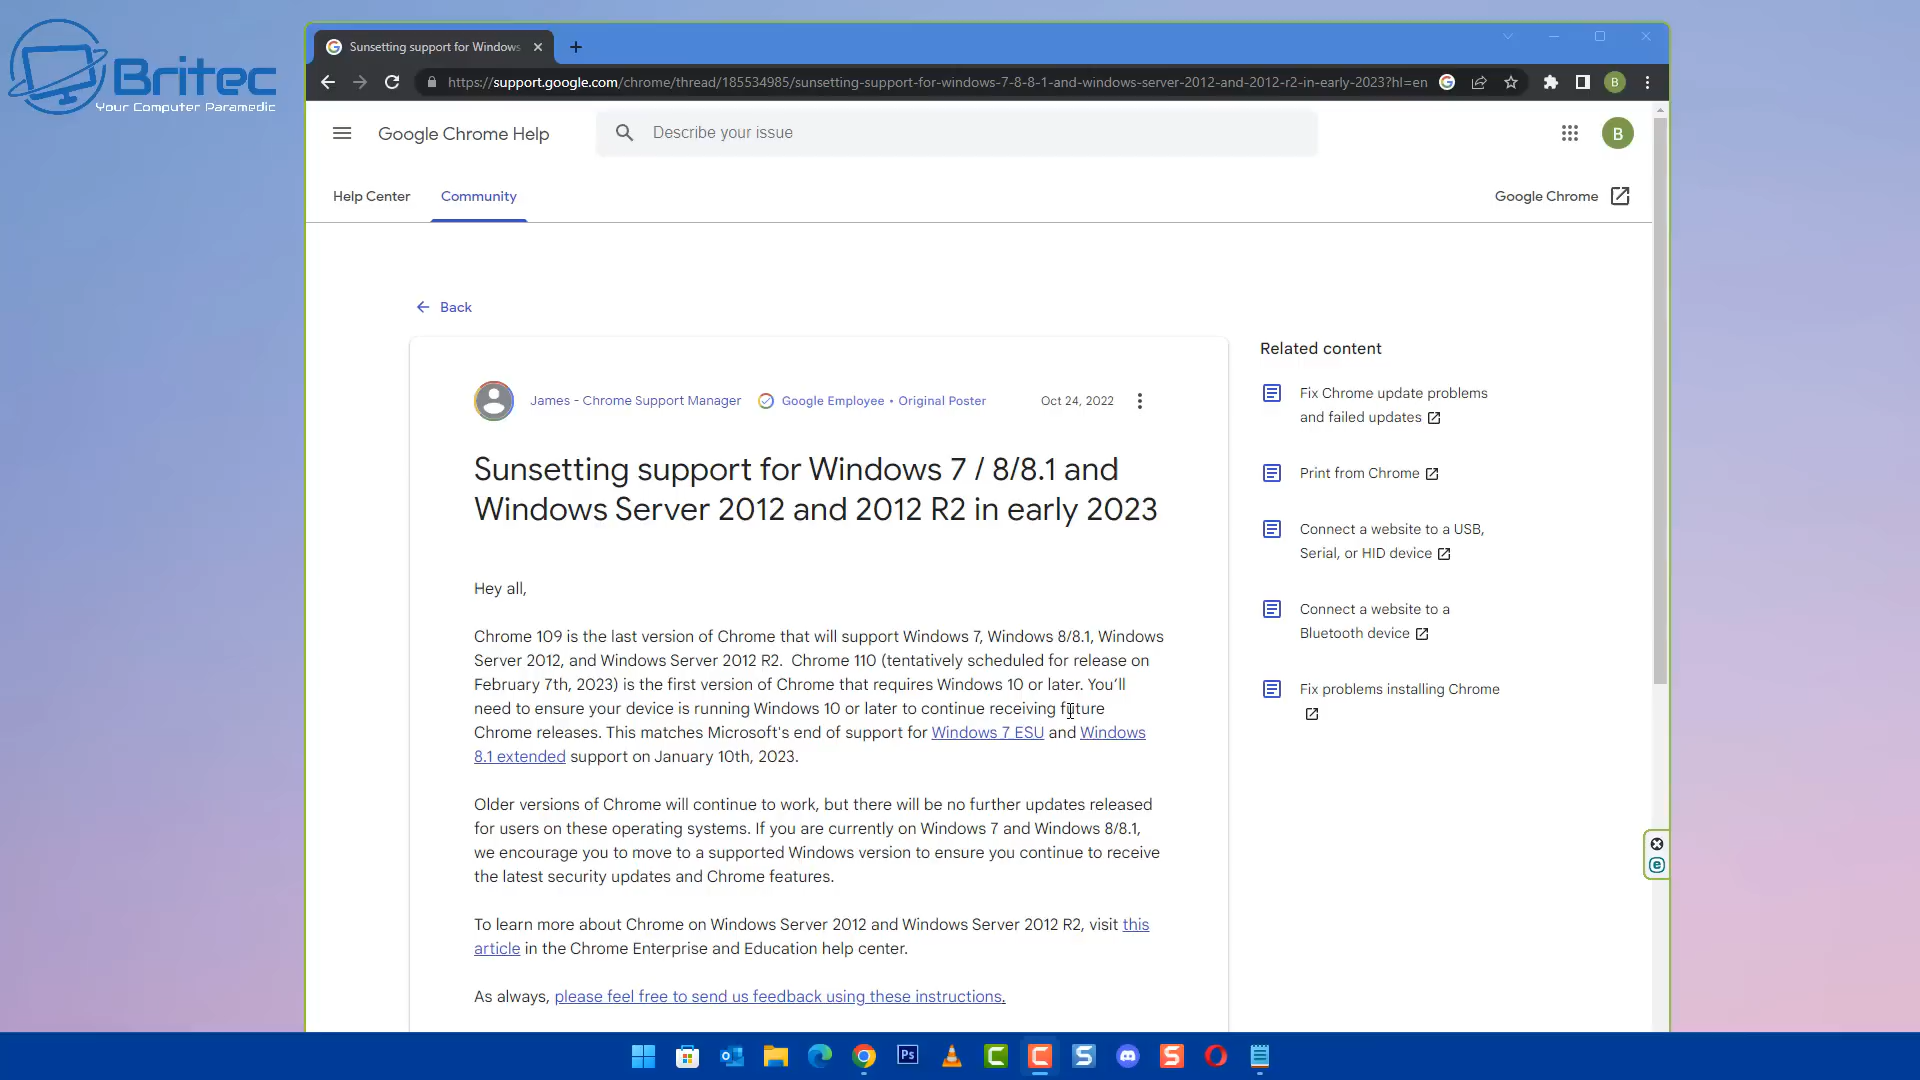 Britec
Your Computer Paramedic
Sunsetting support for Windows
https://support.google.com/chrome/thread/185534985/sunsetting-support-for-windows-7-8-8-1-and-windows-server-2012-and-2012-r2-in-early-2023?hl=en
B
Google Chrome Help
Describe your issue
B
Help Center
Community
Google Chrome
Back
James - Chrome Support Manager
Google Employee • Original Poster
Oct 24, 2022
Sunsetting support for Windows 7 / 8/8.1 and
Windows Server 2012 and 2012 R2 in early 2023
Hey all,
Chrome 109 is the last version of Chrome that will support Windows 7, Windows 8/8.1, Windows
Server 2012, and Windows Server 2012 R2.  Chrome 110 (tentatively scheduled for release on
February 7th, 2023) is the first version of Chrome that requires Windows 10 or later. You’ll
need to ensure your device is running Windows 10 or later to continue receiving future
Chrome releases. This matches Microsoft's end of support for Windows 7 ESU and Windows
8.1 extended support on January 10th, 2023.
Older versions of Chrome will continue to work, but there will be no further updates released
for users on these operating systems. If you are currently on Windows 7 and Windows 8/8.1,
we encourage you to move to a supported Windows version to ensure you continue to receive
the latest security updates and Chrome features.
To learn more about Chrome on Windows Server 2012 and Windows Server 2012 R2, visit this
article in the Chrome Enterprise and Education help center.
As always, please feel free to send us feedback using these instructions.
Related content
Fix Chrome update problems
and failed updates
Print from Chrome
Connect a website to a USB,
Serial, or HID device
Connect a website to a
Bluetooth device
Fix problems installing Chrome
Ps